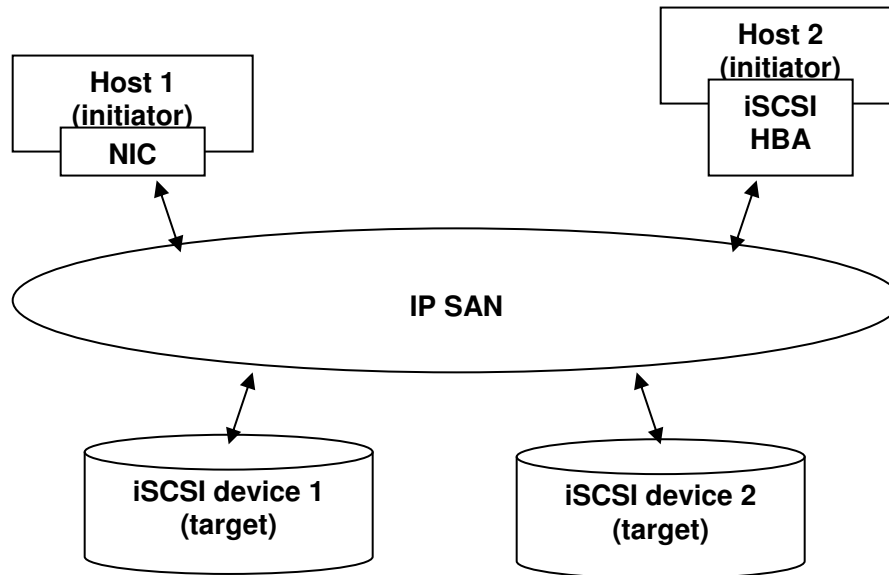 Host 1
(initiator)
NIC
Host 2
(initiator)
iSCSI
HBA
IP SAN
iSCSI device 1
(target)
iSCSI device 2
(target)